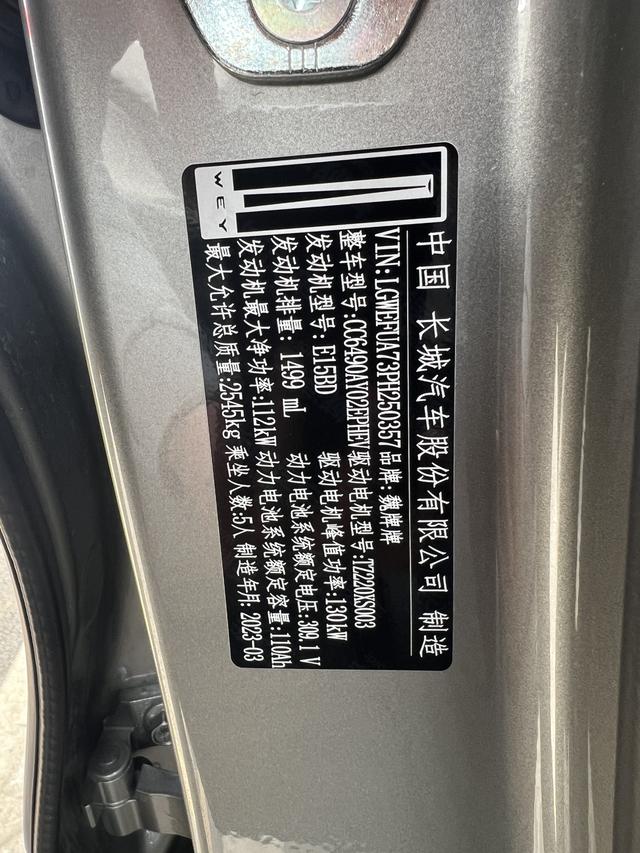 WEY
中国 长城汽车股份有限公司 制造
VIN:LGWEFUA73PH250357 品牌:魏牌牌
整车型号:CC6490AY02EPHEV 驱动电机型号:TZ220XS03
发动机型号:E15BD 驱动电机峰值功率:130kW
发动机排量: 1499 ml 动力电池系统额定电压:309.1 V
发动机最大净功率:112kW 动力电池系统额定容量:110Ah
最大允许总质量:2545kg 乘坐人数:5人 制造年月:2023-03